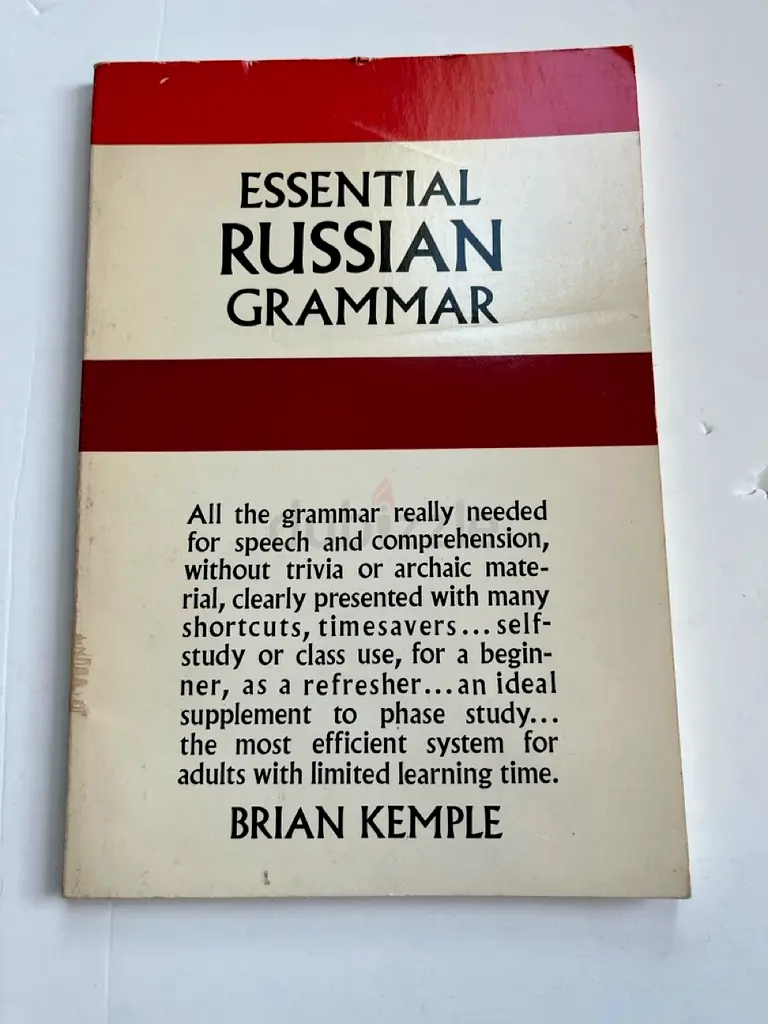 ESSENTIAL
RUSSIAN
GRAMMAR
All the grammar really needed
for speech and comprehension,
without trivia or archaic mate-
rial, clearly presented with many
shortcuts, timesavers... self-
study or class use, for a begin-
ner, as a refresher... an ideal
supplement to phase study...
the most efficient system for
adults with limited learning time.
BRIAN KEMPLE
dubizzle